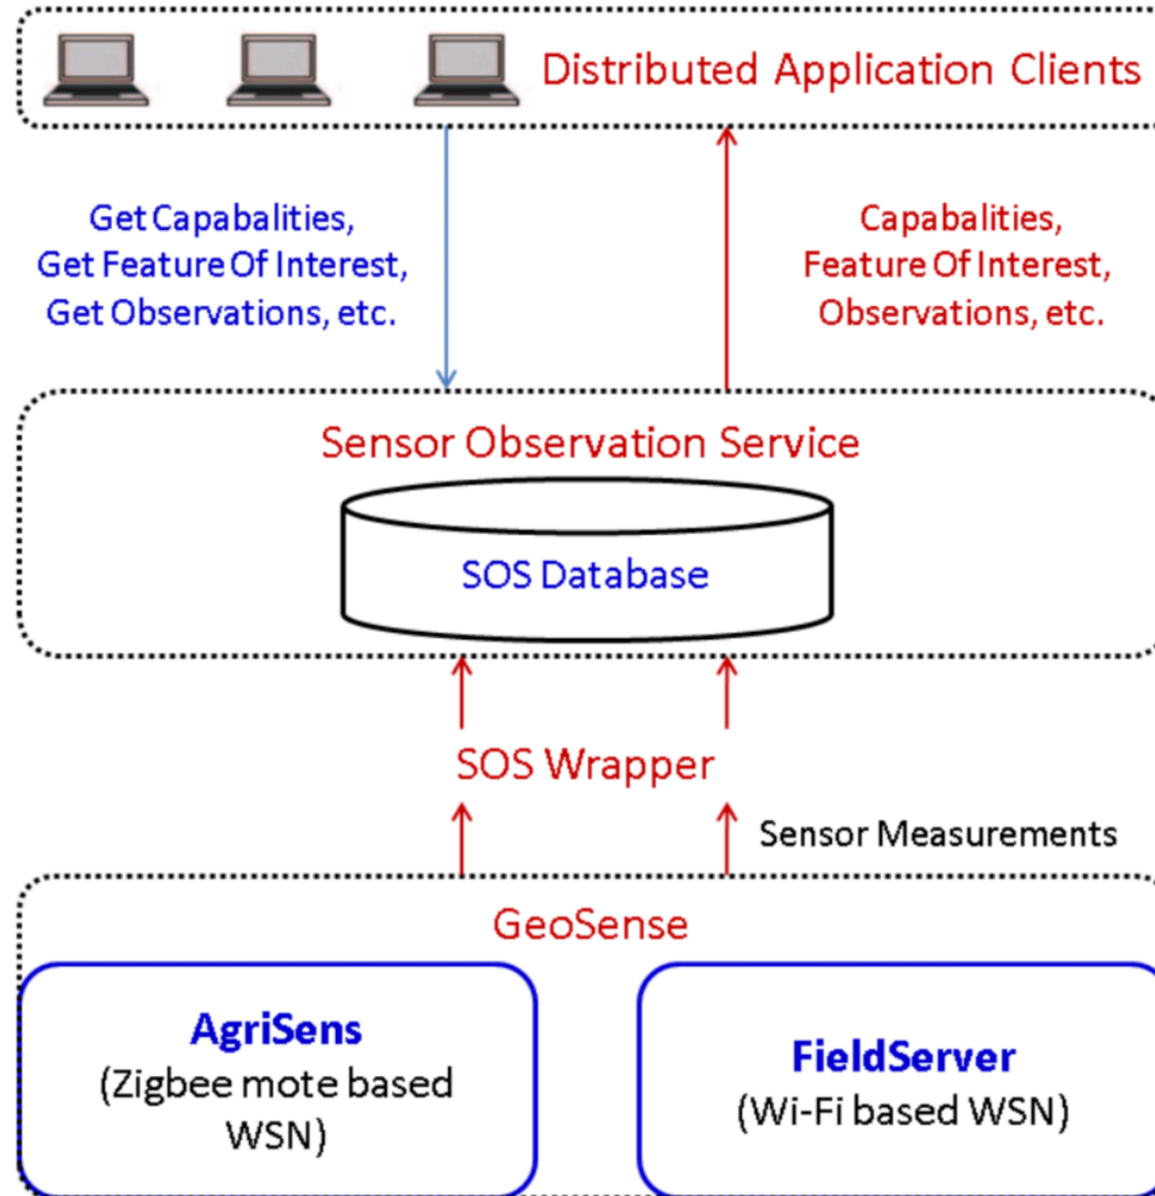 Distributed Application Clients
Get Capabalities,
Get Feature Of Interest,
Get Observations, etc.
Capabalities,
Feature Of Interest,
Observations, etc.
Sensor Observation Service
SOS Database
SOS Wrapper
Sensor Measurements
GeoSense
AgriSens
(Zigbee mote based
WSN)
FieldServer
(Wi-Fi based WSN)